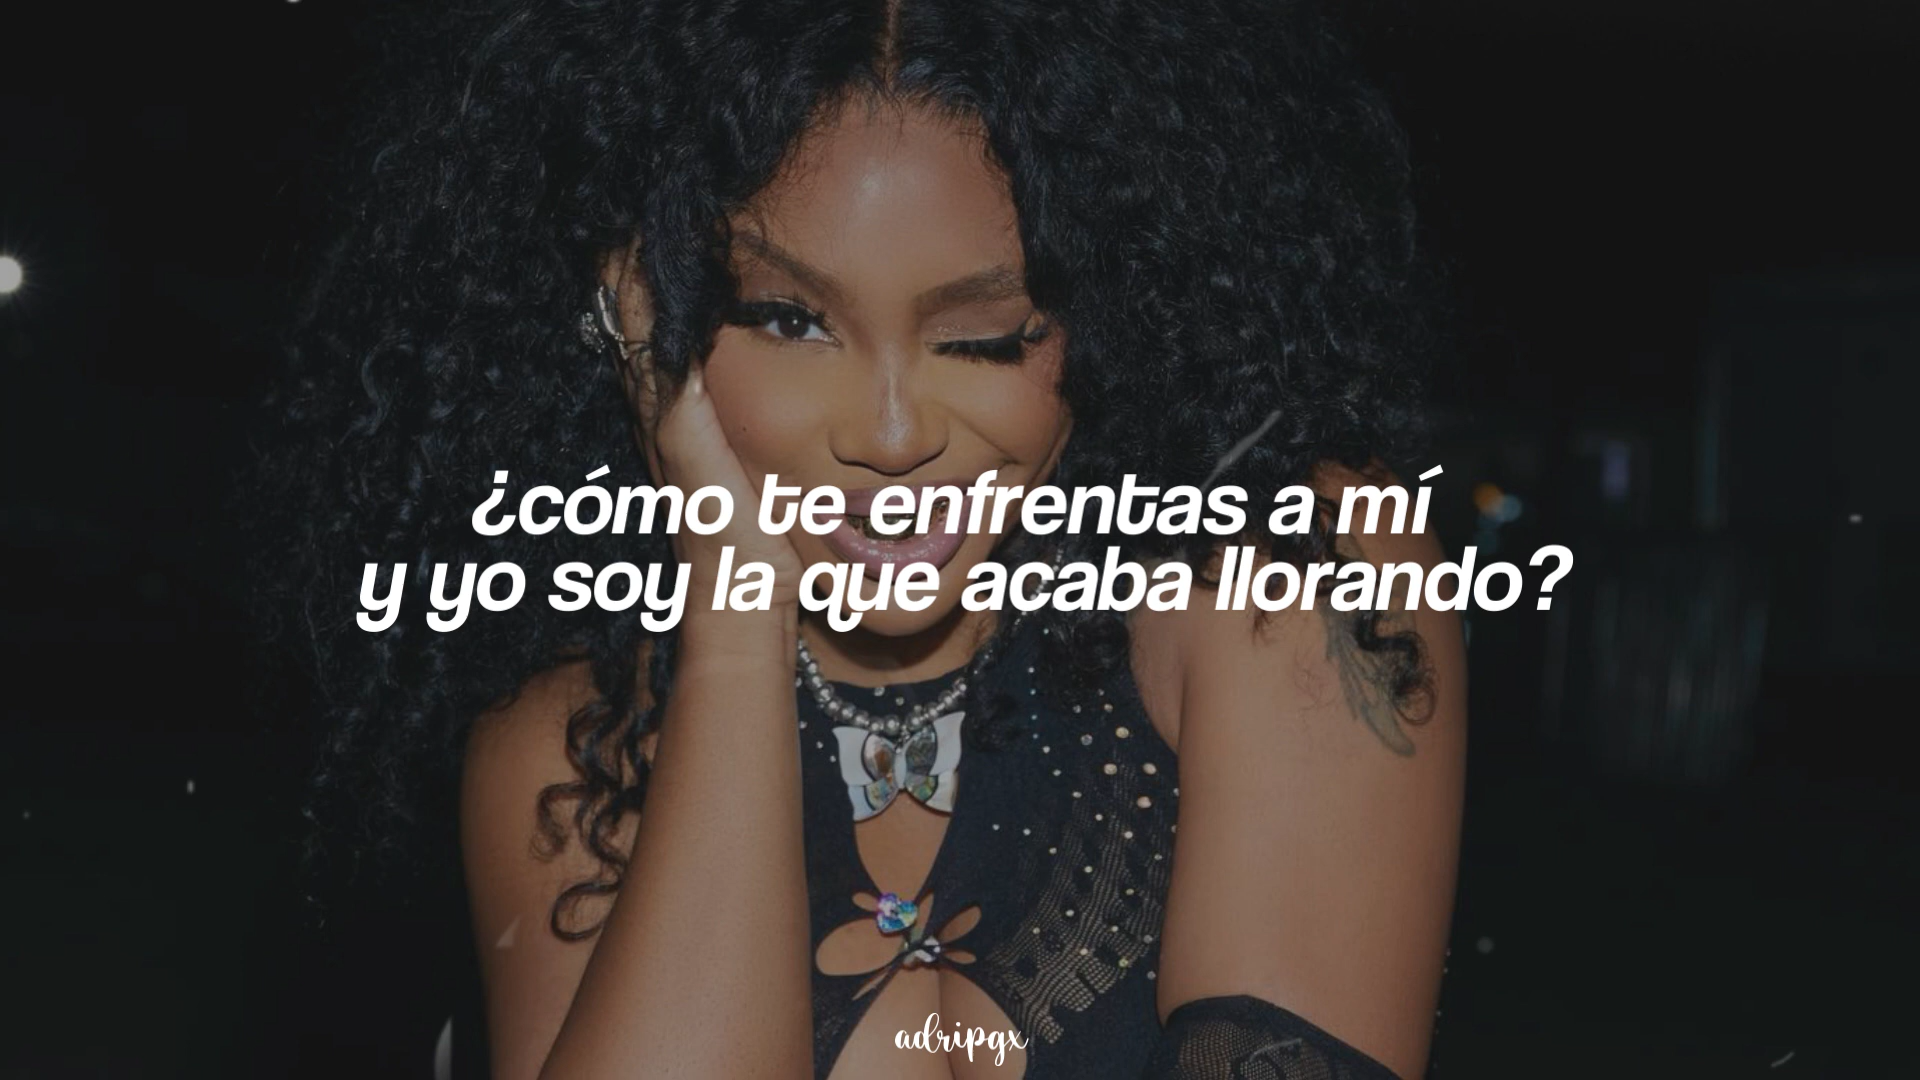 ¿cómo te enfrentas a mí
y yo soy la que acaba llorando?
adripgx